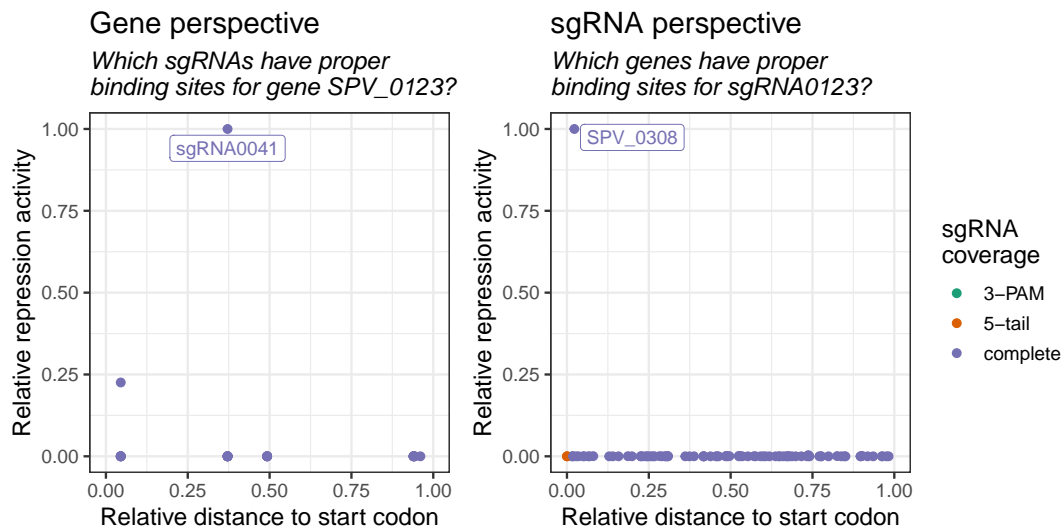 Gene perspective
Which sgRNAs have proper
binding sites for gene SPV_0123?
Relative repression activity
1.00
0.75
0.50
0.25
0.00
sgRNA0041
0.00 0.25 0.50 0.75 1.00
Relative distance to start codon
sgRNA perspective
Which genes have proper
binding sites for sgRNA0123?
Relative repression activity
1.00
0.75
0.50
0.25
0.00
SPV_0308
0.00 0.25 0.50 0.75 1.00
Relative distance to start codon
sgRNA
coverage
3−PAM
5−tail
complete